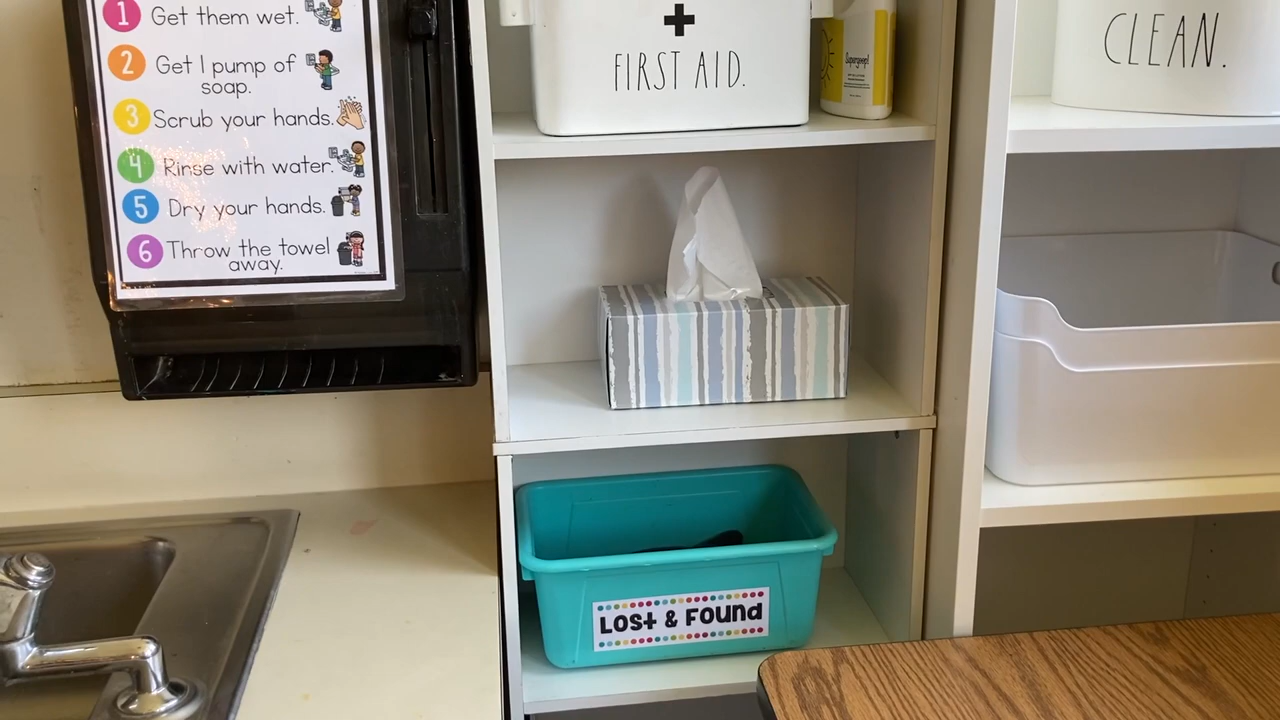 1 Get them wet.
2 Get 1 pump of
soap.
3 Scrub your hands.
4 Rinse with water.
5 Dry your hands.
6 Throw the towel
away.
FIRST AID.
Supergoop!
CLEAN.
LOST & FOUND